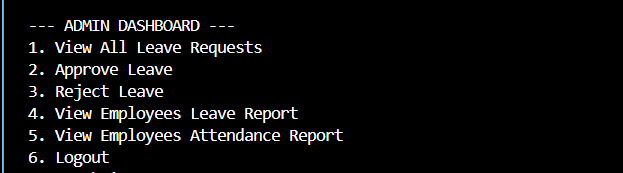 --- ADMIN DASHBOARD ---
1. View All Leave Requests
2. Approve Leave
3. Reject Leave
4. View Employees Leave Report
5. View Employees Attendance Report
6. Logout